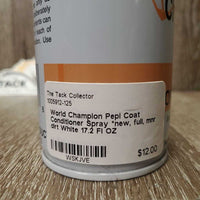 The Tack Collector
1005912-125
World Champion Pepi Coat
Conditioner Spray *new, full, mnr
dirt White 17.2 Fl OZ
WSKJVE
$12.00
TACK